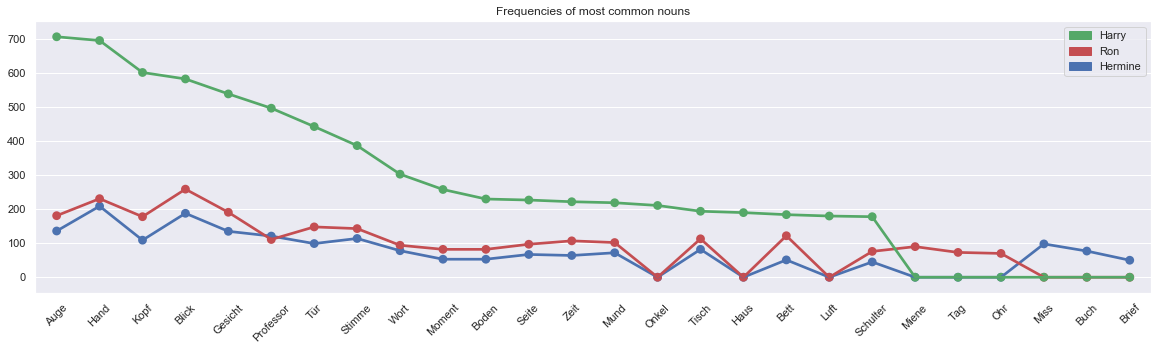 Frequencies of most common nouns
700
600
500
400
300
200
100
0
Harry
Ron
Hermine
Auge
Hand
Kopf
Blick
Gesicht
Professor
Tür
Stimme
Wort
Moment
Boden
Seite
Zeit
Mund
Onkel
Tisch
Haus
Bett
Luft
Schulter
Miene
Tag
Ohr
Miss
Buch
Brief